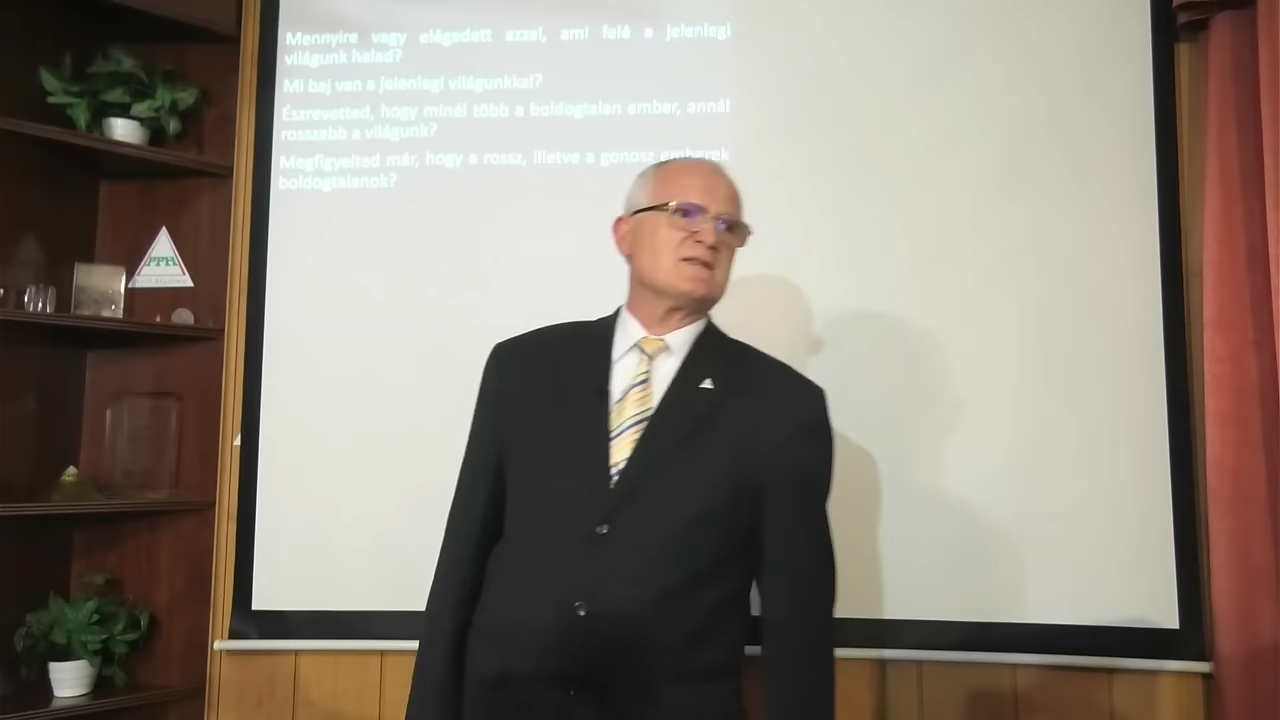 Mennyire vagy elégedett azzal, ami felé a jelenlegi
világunk halad?
Mi baj van a jelenlegi világunkkal?
Észrevetted, hogy minél több a boldogtalan ember, annál
rosszabb a világunk?
Megfigyelted már, hogy a rossz, illetve a gonosz emberek
boldogtalanok?
PPH